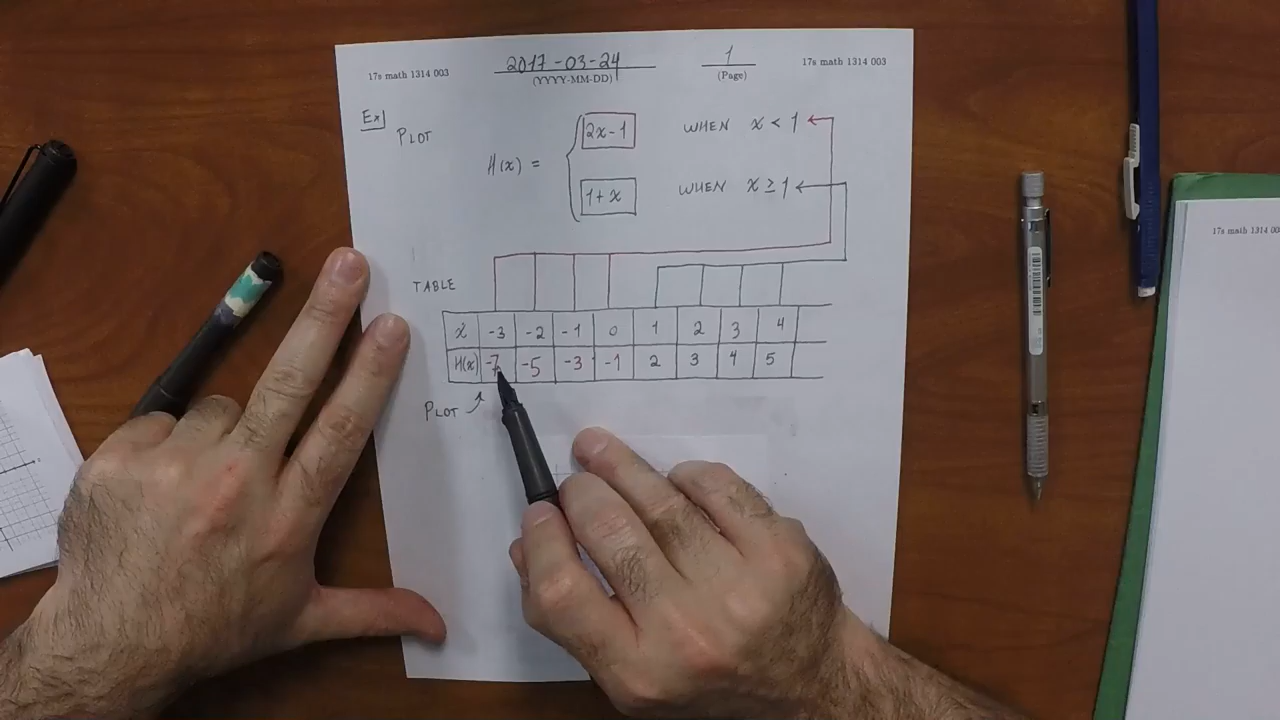 17s math 1314 003 2017-03-24 1 17s math 1314 003
(YYYY-MM-DD) (Page)
Ex] PLOT
H(x) =
2x-1 WHEN x < 1
1+x WHEN x ≥ 1
TABLE
x -3 -2 -1 0 1 2 3 4
H(x) -7 -5 -3 -1 2 3 4 5
PLOT
17s math 1314